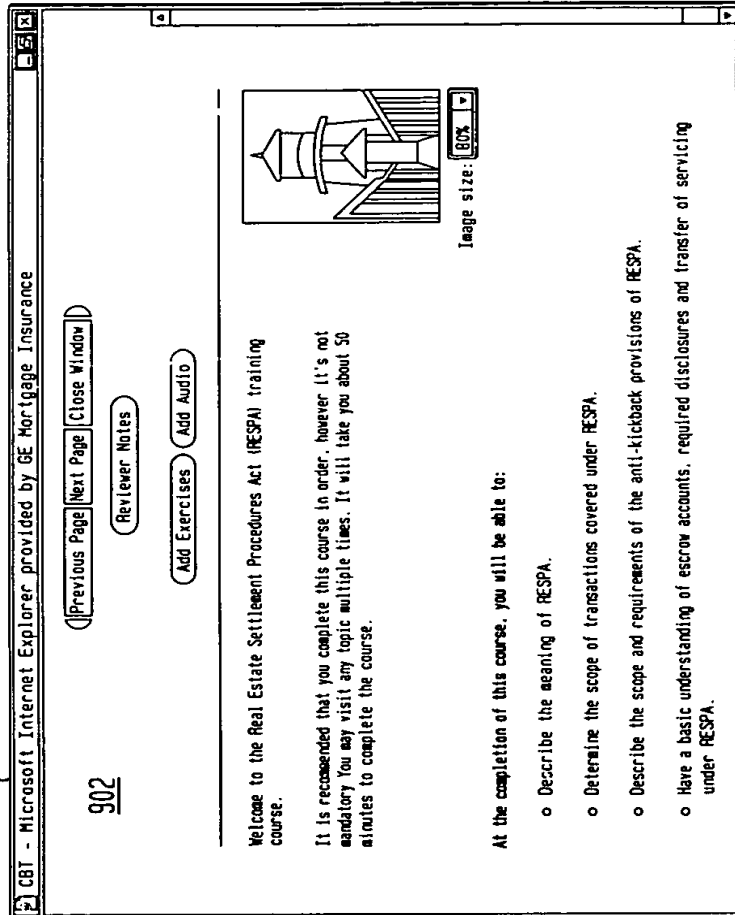 CBT - Microsoft Internet Explorer provided by GE Mortgage Insurance
902
Previous Page Next Page Close Window
Reviewer Notes
Add Exercises Add Audio
Welcome to the Real Estate Settlement Procedures Act (RESPA) training
course.
It is recommended that you complete this course in order, however it's not
mandatory You may visit any topic multiple times. It will take you about 50
minutes to complete the course.
Image size: 80%
At the completion of this course, you will be able to:
o Describe the meaning of RESPA.
o Determine the scope of transactions covered under RESPA.
o Describe the scope and requirements of the anti-kickback provisions of RESPA.
o Have a basic understanding of escrow accounts, required disclosures and transfer of servicing
under RESPA.